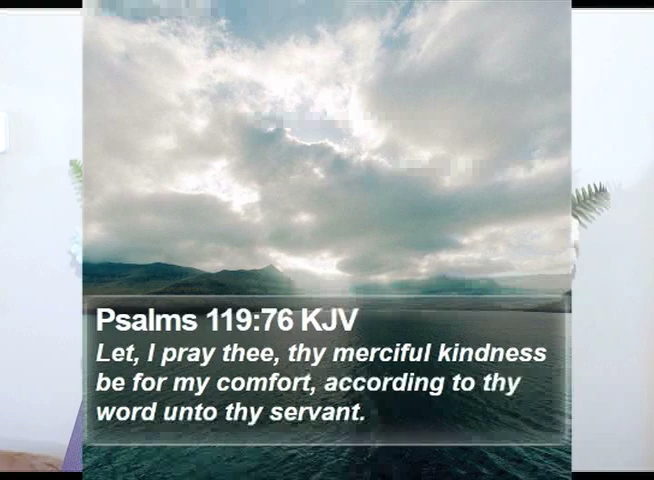 Psalms 119:76 KJV
Let, I pray thee, thy merciful kindness
be for my comfort, according to thy
word unto thy servant.